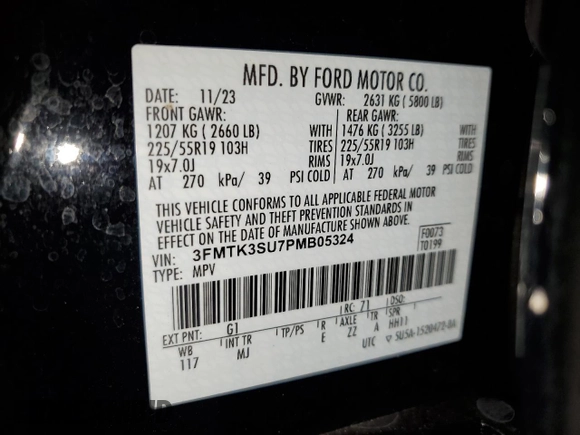 MFD. BY FORD MOTOR CO.
DATE: 11/23 GVWR: 2631 KG ( 5800 LB)
FRONT GAWR: REAR GAWR:
1207 KG ( 2660 LB) WITH 1476 KG ( 3255 LB) WITH
225/55R19 103H TIRES 225/55R19 103H TIRES
19x7.0J RIMS 19x7.0J RIMS
AT 270 kPa/ 39 PSI COLD AT 270 kPa/ 39 PSI COLD
THIS VEHICLE CONFORMS TO ALL APPLICABLE FEDERAL MOTOR
VEHICLE SAFETY AND THEFT PREVENTION STANDARDS IN
EFFECT ON THE DATE OF MANUFACTURE SHOWN ABOVE.
VIN: 3FMTK3SU7PMB05324 F0073
TYPE: MPV T0199
EXT PNT: G1 RC: 71 DSO:
WB INT TR TP/PS R AXLE TR SPR
117 MJ E ZZ A HH11
UTC